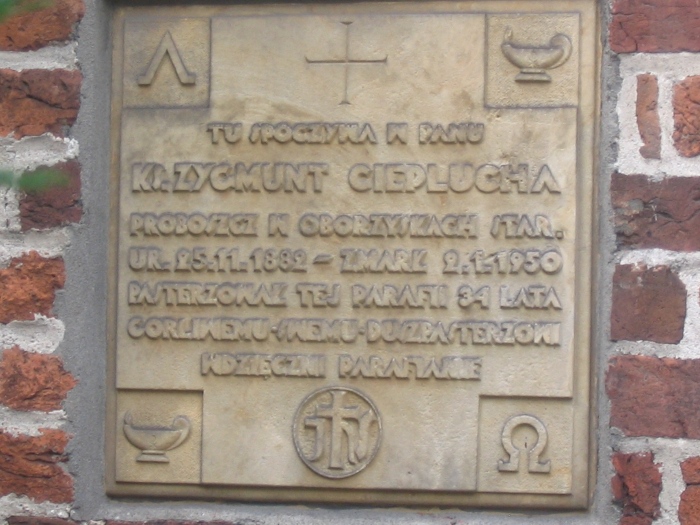 Λ
TU SPOCZYWA W PANU
KS. ZYGMUNT CIEPLUCHA
PROBOSZCZ W OBORZYSKACH STAR.
UR. 25.11.1882 – ZMARŁ 2.1.1950
PASTERZOWAŁ TEJ PARAFII 34 LATA
GORLIWEMU·SWEMU·DUSZPASTERZOWI
WDZIĘCZNI PARAFIANIE
IHS
Ω